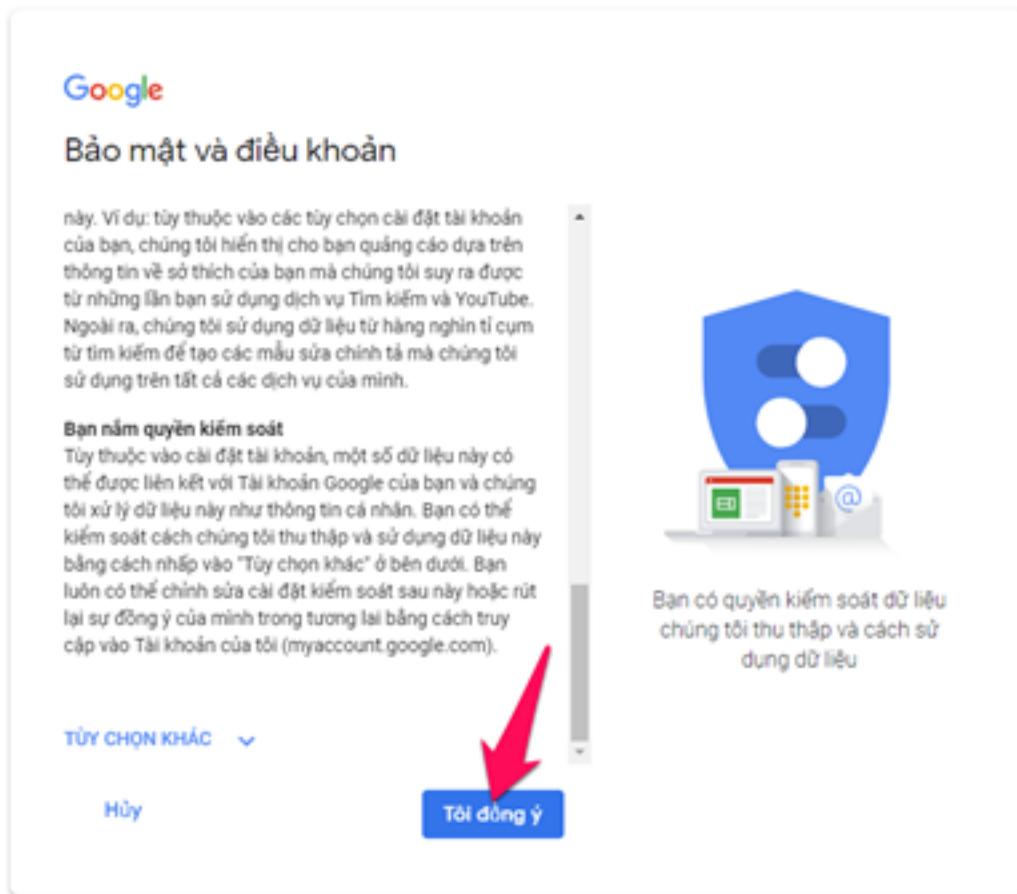 Google
Bảo mật và điều khoản
này. Ví dụ: tùy thuộc vào các tùy chọn cài đặt tài khoản
của bạn, chúng tôi hiển thị cho bạn quảng cáo dựa trên
thông tin về sở thích của bạn mà chúng tôi suy ra được
từ những lần bạn sử dụng dịch vụ Tìm kiếm và YouTube.
Ngoài ra, chúng tôi sử dụng dữ liệu từ hàng nghìn tỉ cụm
từ tìm kiếm để tạo các mẫu sửa chính tả mà chúng tôi
sử dụng trên tất cả các dịch vụ của mình.
Bạn nắm quyền kiểm soát
Tùy thuộc vào cài đặt tài khoản, một số dữ liệu này có
thể được liên kết với Tài khoản Google của bạn và chúng
tôi xử lý dữ liệu này như thông tin cá nhân. Bạn có thể
kiểm soát cách chúng tôi thu thập và sử dụng dữ liệu này
bằng cách nhấp vào "Tùy chọn khác" ở bên dưới. Bạn
luôn có thể chỉnh sửa cài đặt kiểm soát sau này hoặc rút
lại sự đồng ý của mình trong tương lai bằng cách truy
cập vào Tài khoản của tôi (myaccount.google.com).
TÙY CHỌN KHÁC
Hủy
Tôi đồng ý
@
Bạn có quyền kiểm soát dữ liệu
chúng tôi thu thập và cách sử
dụng dữ liệu